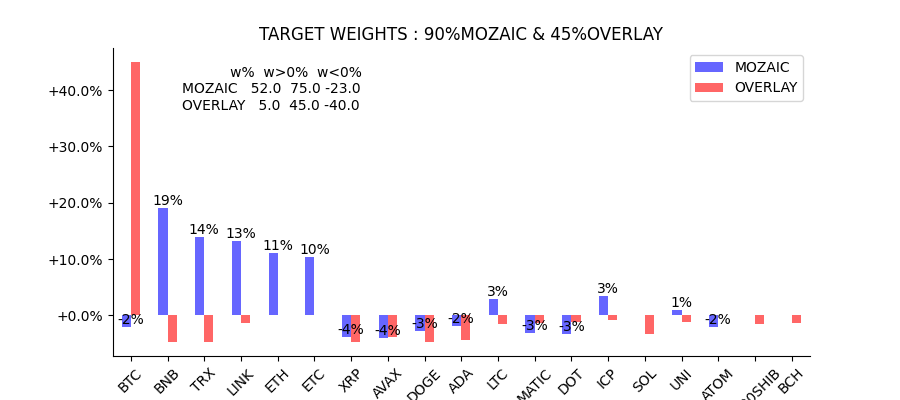 TARGET WEIGHTS : 90%MOZAIC & 45%OVERLAY
w% w>0% w<0%
MOZAIC 52.0 75.0 -23.0
OVERLAY 5.0 45.0 -40.0
MOZAIC
OVERLAY
+40.0%
+30.0%
+20.0%
+10.0%
+0.0%
-2%
19%
14%
13%
11%
10%
-4%
-4%
-3%
-2%
3%
-3%
-3%
3%
1%
-2%
BTC
BNB
TRX
LINK
ETH
ETC
XRP
AVAX
DOGE
ADA
LTC
MATIC
DOT
ICP
SOL
UNI
ATOM
BCH